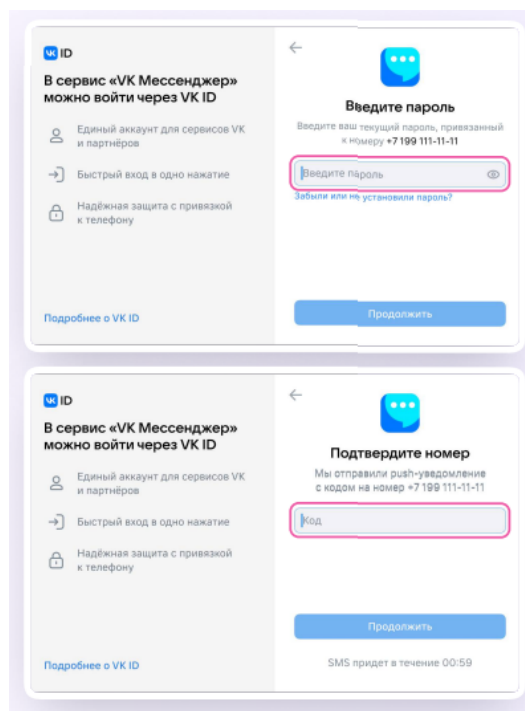 VK ID
В сервис «VK Мессенджер»
можно войти через VK ID
Единый аккаунт для сервисов VK
и партнёров
Быстрый вход в одно нажатие
Надёжная защита с привязкой
к телефону
Подробнее о VK ID
Введите пароль
Введите ваш текущий пароль, привязанный
к номеру +7 199 111-11-11
Введите пароль
Забыли или не установили пароль?
Продолжить
VK ID
В сервис «VK Мессенджер»
можно войти через VK ID
Единый аккаунт для сервисов VK
и партнёров
Быстрый вход в одно нажатие
Надёжная защита с привязкой
к телефону
Подробнее о VK ID
Подтвердите номер
Мы отправили push-уведомление
с кодом на номер +7 199 111-11-11
Код
Продолжить
SMS придет в течение 00:59